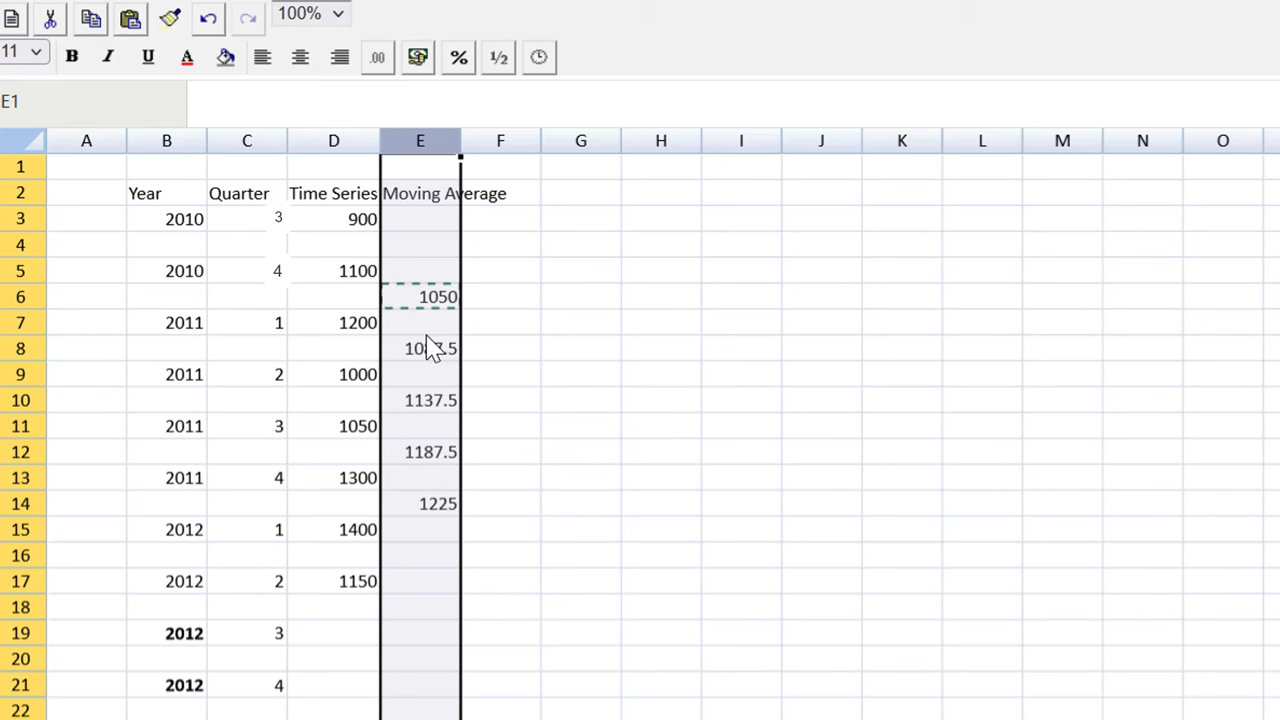 100%
11 B I U A .00 % 1/2
E1
A B C D E F G H I J K L M N O
1
2 Year Quarter Time Series Moving Average
3 2010 3 900
4
5 2010 4 1100
6 1050
7 2011 1 1200
8
9 2011 2 1000
10 1137.5
11 2011 3 1050
12 1187.5
13 2011 4 1300
14 1225
15 2012 1 1400
16
17 2012 2 1150
18
19 2012 3
20
21 2012 4
22